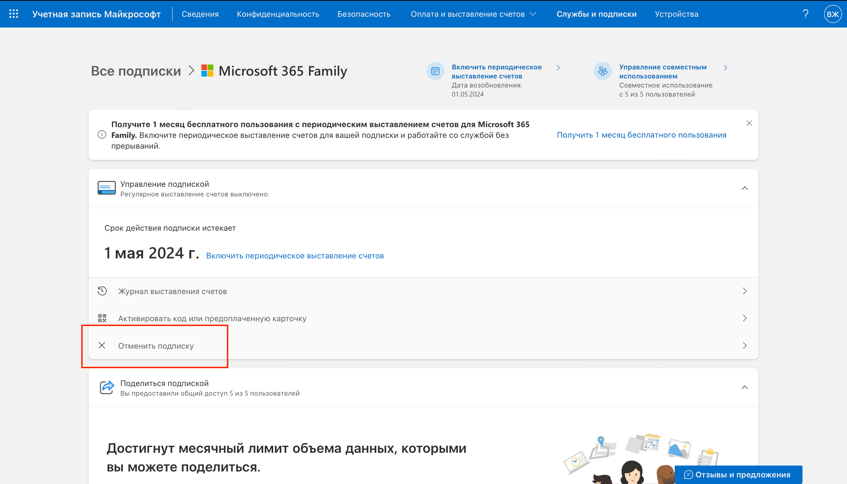 Учетная запись Майкрософт
Сведения
Конфиденциальность
Безопасность
Оплата и выставление счетов
Службы и подписки
Устройства
?
ВЖ
Все подписки > Microsoft 365 Family
Включить периодическое
выставление счетов
Дата возобновления:
01.05.2024
Управление совместным
использованием
Совместное использование
с 5 из 5 пользователей
Получите 1 месяц бесплатного пользования с периодическим выставлением счетов для Microsoft 365
Family. Включите периодическое выставление счетов для вашей подписки и работайте со службой без
прерываний.
Получить 1 месяц бесплатного пользования
Управление подпиской
Регулярное выставление счетов выключено
Срок действия подписки истекает
1 мая 2024 г. Включить периодическое выставление счетов
Журнал выставления счетов
Активировать код или предоплаченную карточку
Отменить подписку
Поделиться подпиской
Вы предоставили общий доступ 5 из 5 пользователей
Достигнут месячный лимит объема данных, которыми
вы можете поделиться.
Отзывы и предложения